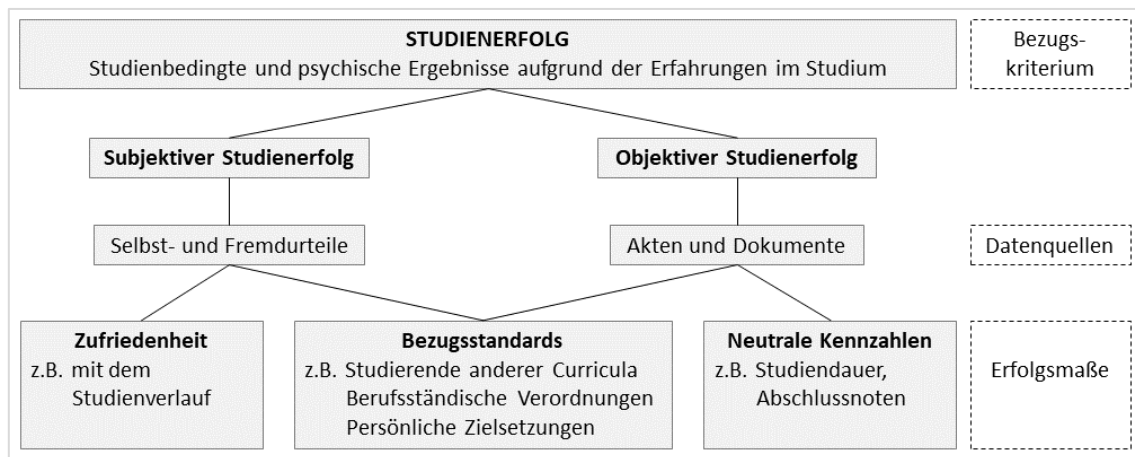 STUDIENERFOLG
Studienbedingte und psychische Ergebnisse aufgrund der Erfahrungen im Studium
Bezugs-
kriterium
Subjektiver Studienerfolg
Objektiver Studienerfolg
Selbst- und Fremdurteile
Akten und Dokumente
Datenquellen
Zufriedenheit
z.B. mit dem
Studienverlauf
Bezugsstandards
z.B. Studierende anderer Curricula
Berufsständische Verordnungen
Persönliche Zielsetzungen
Neutrale Kennzahlen
z.B. Studiendauer,
Abschlussnoten
Erfolgsmaße